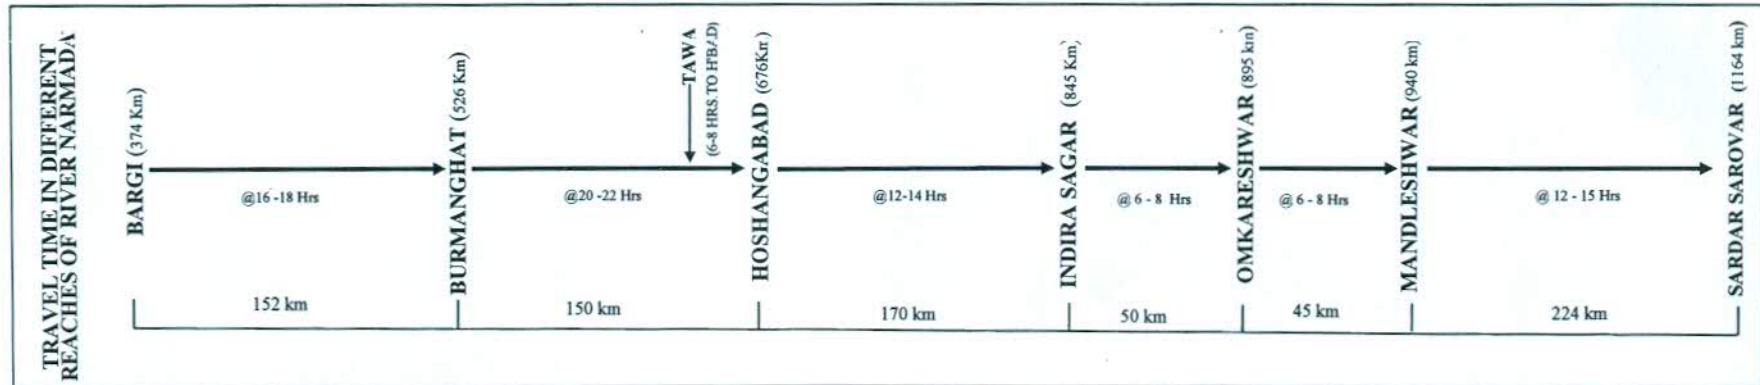 TRAVEL TIME IN DIFFERENT
REACHES OF RIVER NARMADA
BARGI (374 Km)
@16 -18 Hrs
BURMANGHAT (526 Km)
@20 -22 Hrs
TAWA
(6-8 HRS. TO H'BAD)
HOSHANGABAD (676Km)
@12-14 Hrs
INDIRA SAGAR (845 Km)
@ 6 - 8 Hrs
OMKARESHWAR (895 km)
@ 6 - 8 Hrs
MANDLESHWAR (940 km)
@ 12 - 15 Hrs
SARDAR SAROVAR (1164 km)
152 km
150 km
170 km
50 km
45 km
224 km